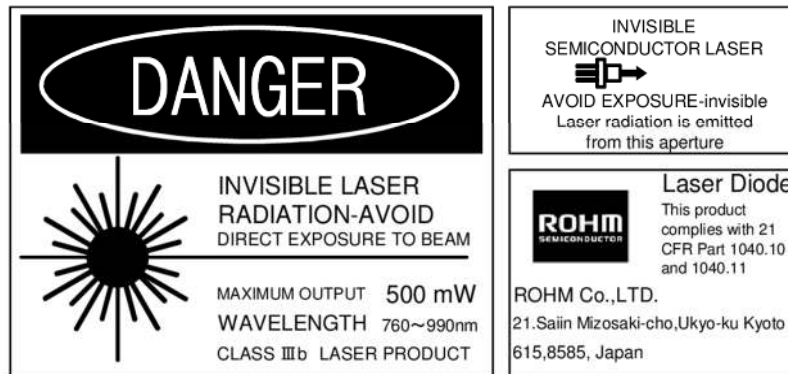 DANGER
INVISIBLE LASER
RADIATION-AVOID
DIRECT EXPOSURE TO BEAM
MAXIMUM OUTPUT 500 mW
WAVELENGTH 760～990nm
CLASS Ⅲb LASER PRODUCT
INVISIBLE
SEMICONDUCTOR LASER
AVOID EXPOSURE-invisible
Laser radiation is emitted
from this aperture
ROHM
SEMICONDUCTOR
Laser Diode
This product
complies with 21
CFR Part 1040.10
and 1040.11
ROHM Co.,LTD.
21.Saiin Mizosaki-cho,Ukyo-ku Kyoto
615,8585, Japan